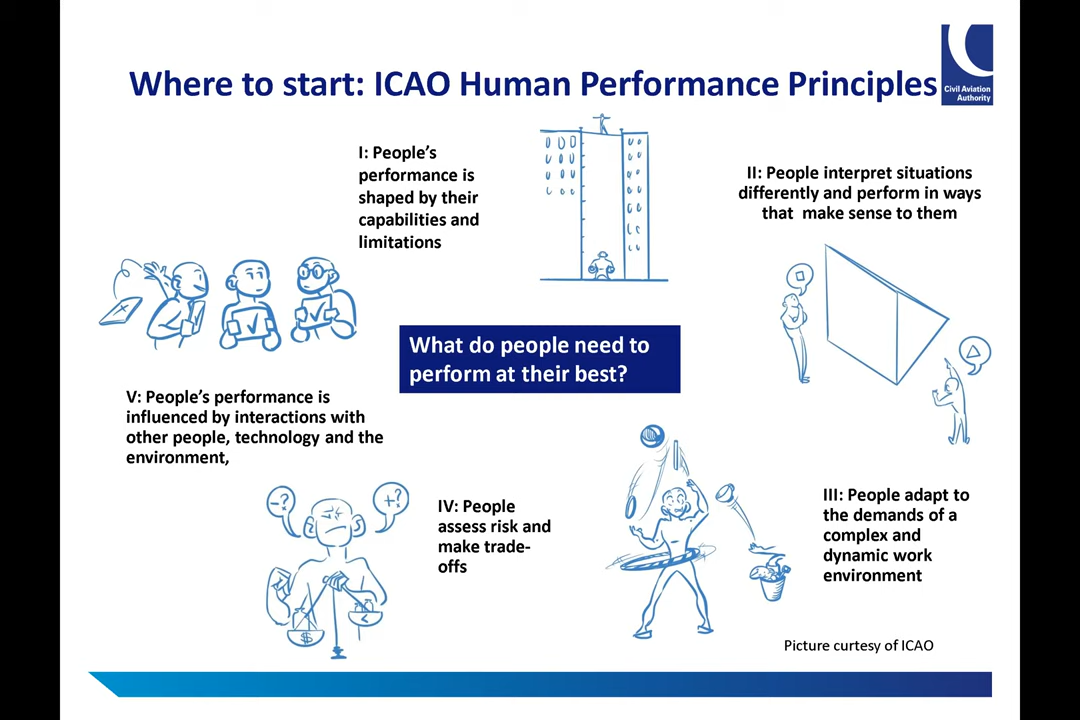 Where to start: ICAO Human Performance Principles
Civil Aviation
Authority
I: People's
performance is
shaped by their
capabilities and
limitations
II: People interpret situations
differently and perform in ways
that make sense to them
What do people need to
perform at their best?
V: People's performance is
influenced by interactions with
other people, technology and the
environment,
IV: People
assess risk and
make trade-
offs
-?
+?
$
III: People adapt to
the demands of a
complex and
dynamic work
environment
Picture curtesy of ICAO